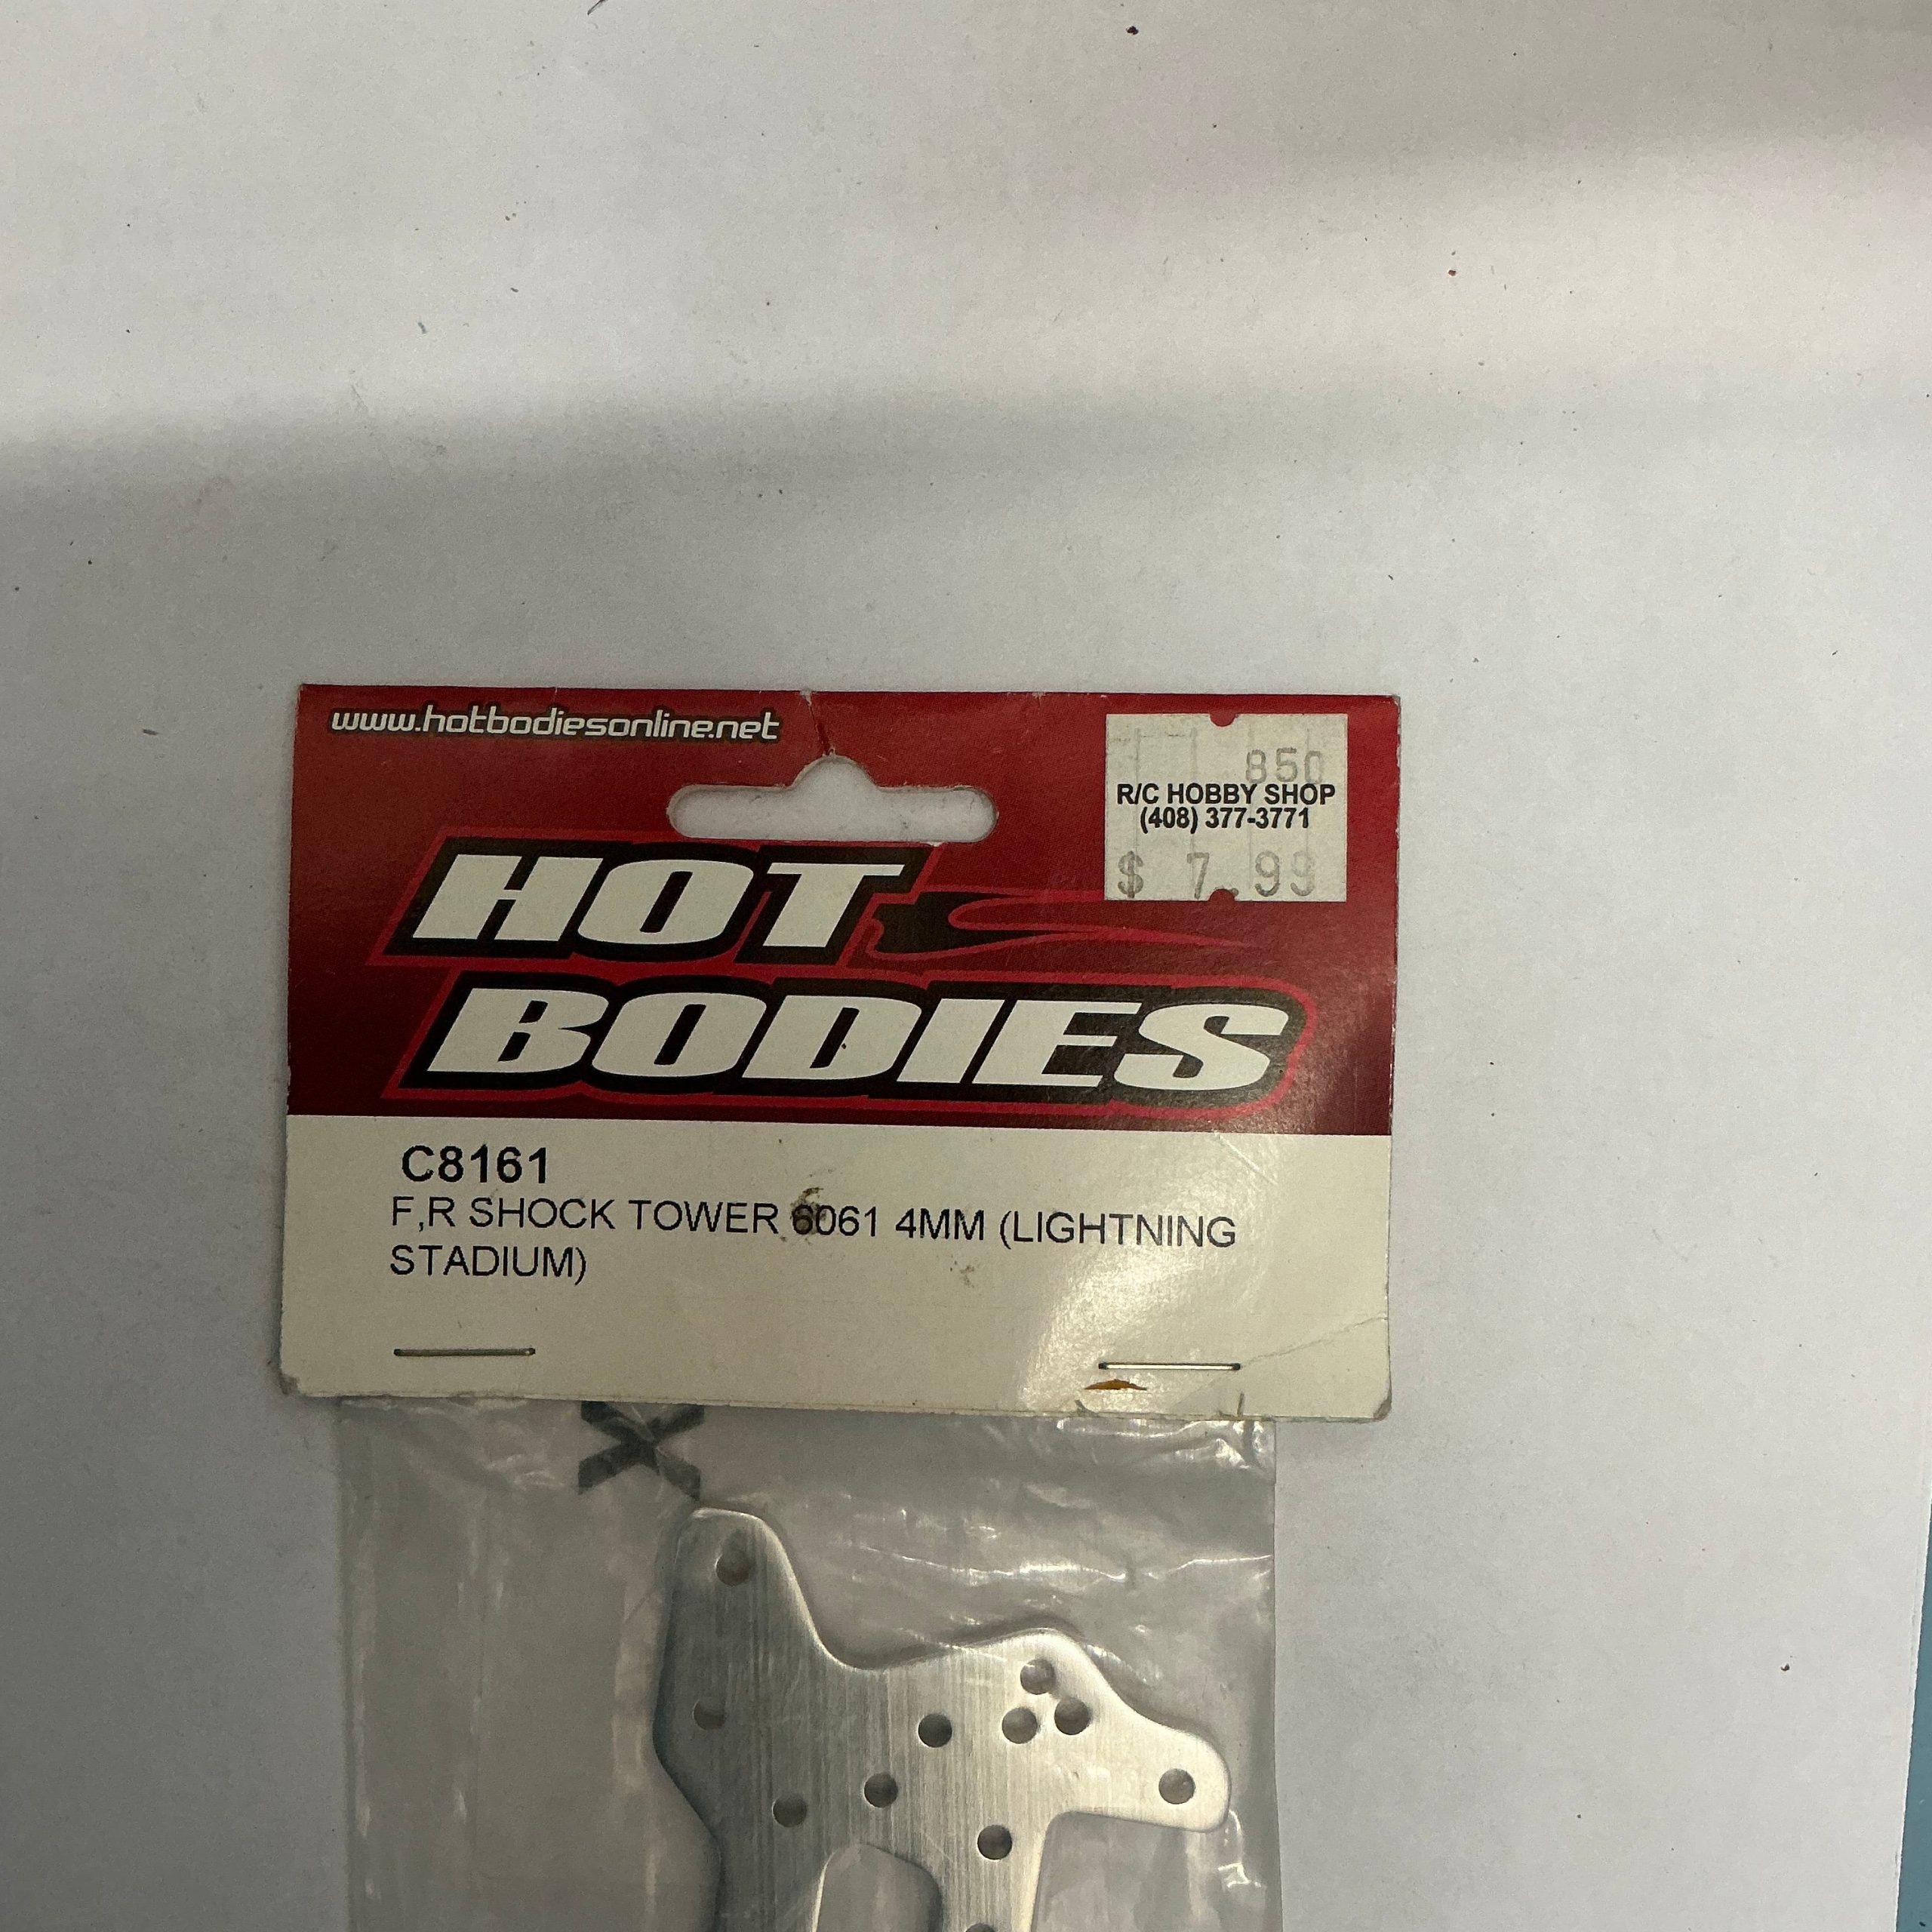 www.hotbodiesonline.net
850
R/C HOBBY SHOP
(408) 377-3771
$ 7.99
HOT
BODIES
C8161
F,R SHOCK TOWER 6061 4MM (LIGHTNING
STADIUM)